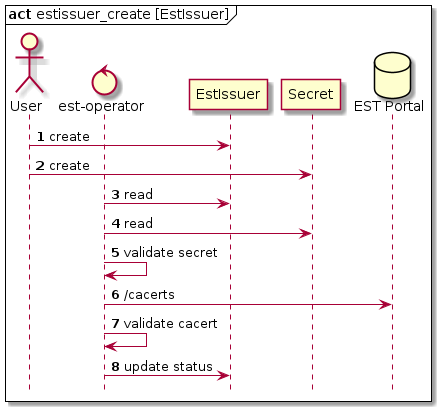 act estissuer_create [EstIssuer]
User
est-operator
EstIssuer
Secret
EST Portal
1 create
2 create
3 read
4 read
5 validate secret
6 /cacerts
7 validate cacert
8 update status